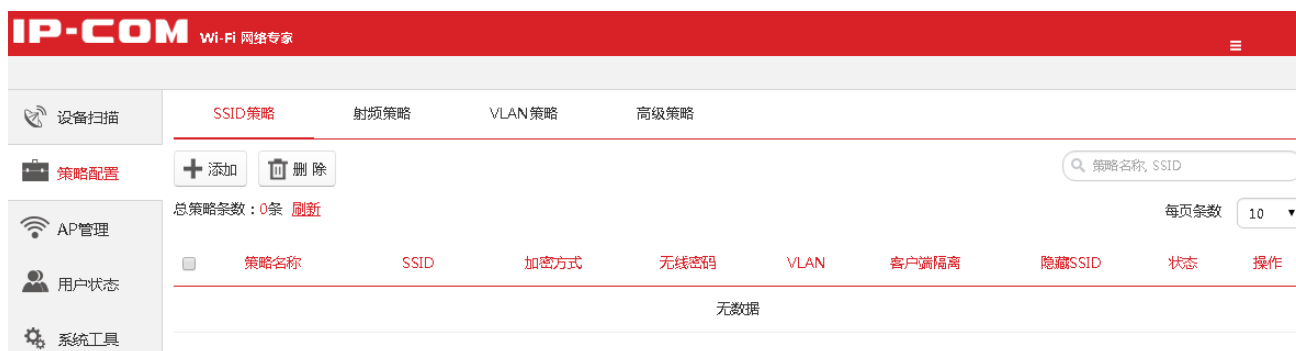 IP-COM Wi-Fi 网络专家
设备扫描
策略配置
AP管理
用户状态
系统工具
SSID策略 射频策略 VLAN策略 高级策略
添加 删 除 策略名称, SSID
总策略条数：0条 刷新 每页条数 10
策略名称 SSID 加密方式 无线密码 VLAN 客户端隔离 隐藏SSID 状态 操作
无数据